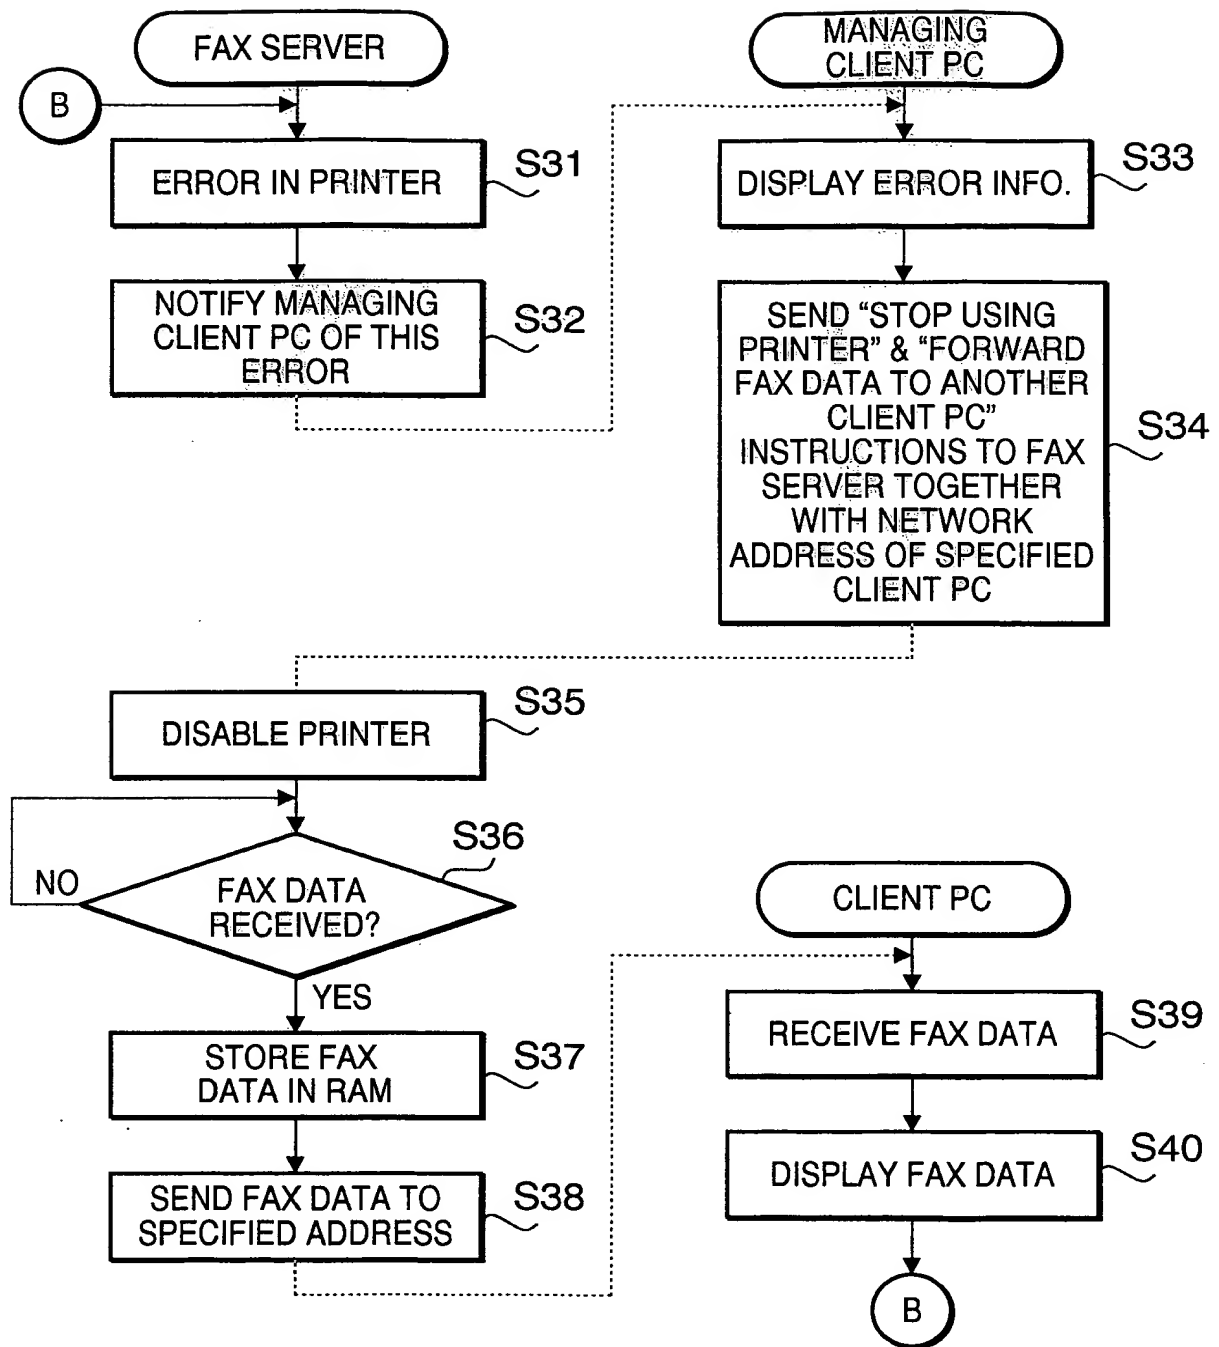 FAX SERVER
B
ERROR IN PRINTER
S31
NOTIFY MANAGING
CLIENT PC OF THIS
ERROR
S32
MANAGING
CLIENT PC
DISPLAY ERROR INFO.
S33
SEND “STOP USING
PRINTER” & “FORWARD
FAX DATA TO ANOTHER
CLIENT PC”
INSTRUCTIONS TO FAX
SERVER TOGETHER
WITH NETWORK
ADDRESS OF SPECIFIED
CLIENT PC
S34
DISABLE PRINTER
S35
FAX DATA
RECEIVED?
S36
NO
YES
STORE FAX
DATA IN RAM
S37
SEND FAX DATA TO
SPECIFIED ADDRESS
S38
CLIENT PC
RECEIVE FAX DATA
S39
DISPLAY FAX DATA
S40
B